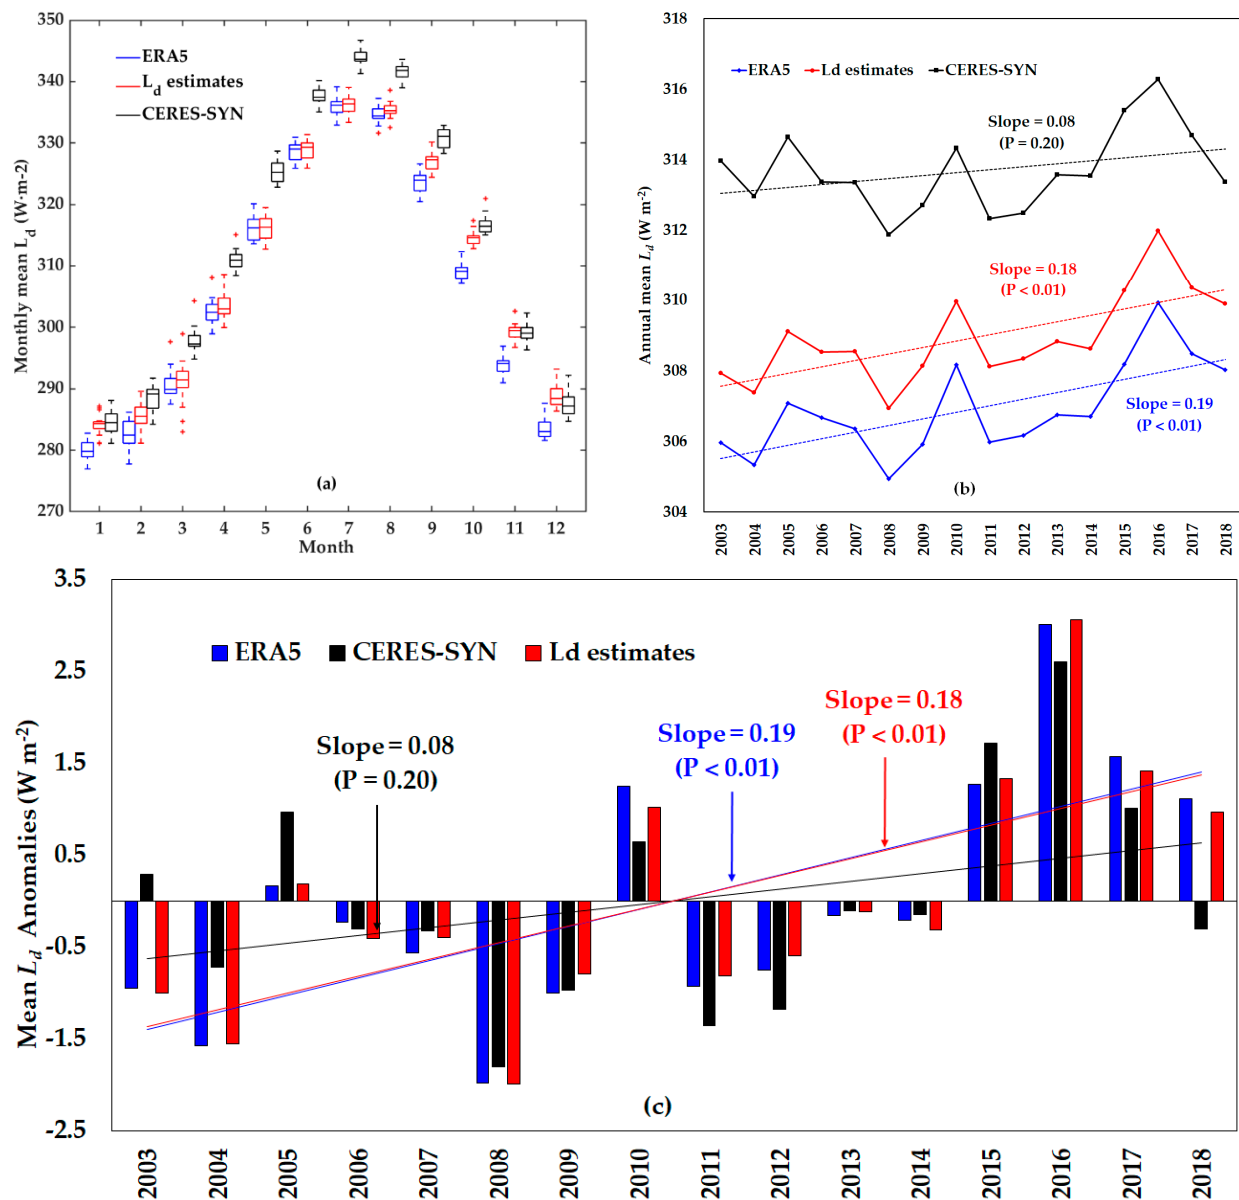 350
340
330
320
310
300
290
280
270
Monthly mean L_d (W·m-2)
ERA5
L_d estimates
CERES-SYN
(a)
1 2 3 4 5 6 7 8 9 10 11 12
Month
318
316
314
312
310
308
306
304
Annual mean L_d (W m-2)
ERA5 Ld estimates CERES-SYN
Slope = 0.08
(P = 0.20)
Slope = 0.18
(P < 0.01)
Slope = 0.19
(P < 0.01)
(b)
2003 2004 2005 2006 2007 2008 2009 2010 2011 2012 2013 2014 2015 2016 2017 2018
3.5
2.5
1.5
0.5
-0.5
-1.5
-2.5
Mean L_d Anomalies (W m-2)
ERA5 CERES-SYN Ld estimates
Slope = 0.08
(P = 0.20)
Slope = 0.19
(P < 0.01)
Slope = 0.18
(P < 0.01)
(c)
2003 2004 2005 2006 2007 2008 2009 2010 2011 2012 2013 2014 2015 2016 2017 2018